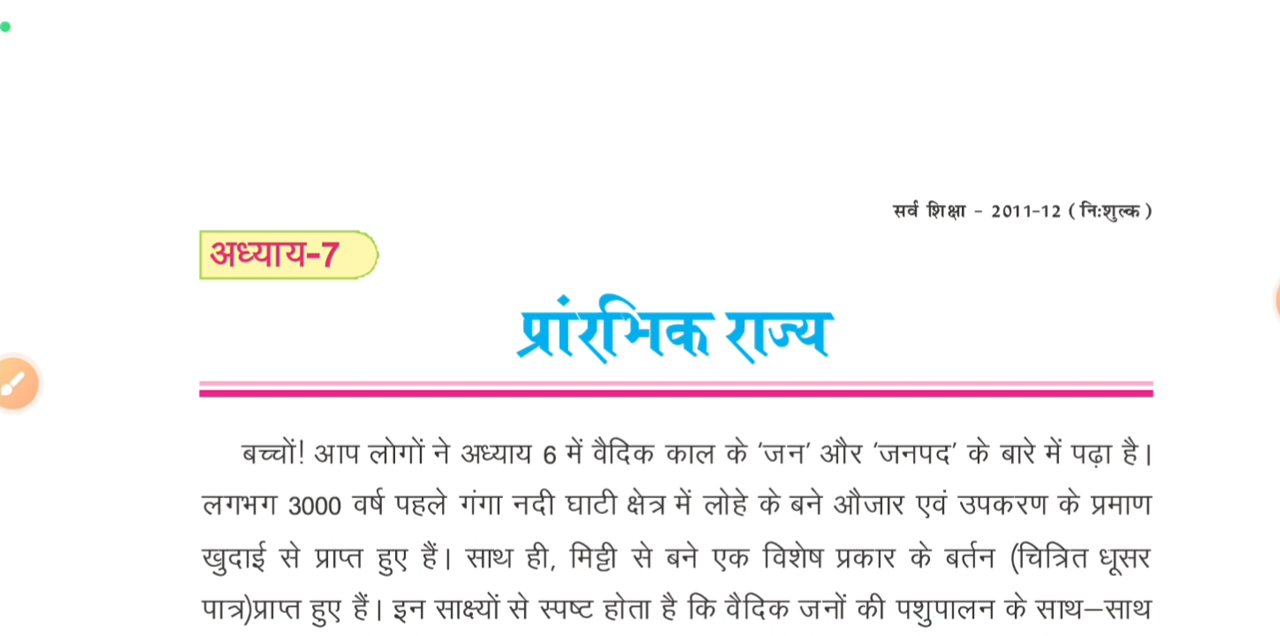 सर्व शिक्षा - 2011-12 (निःशुल्क)
अध्याय-7
प्रांरभिक राज्य
बच्चों! आप लोगों ने अध्याय 6 में वैदिक काल के ‘जन’ और ‘जनपद’ के बारे में पढ़ा है।
लगभग 3000 वर्ष पहले गंगा नदी घाटी क्षेत्र में लोहे के बने औजार एवं उपकरण के प्रमाण
खुदाई से प्राप्त हुए हैं। साथ ही, मिट्टी से बने एक विशेष प्रकार के बर्तन (चित्रित धूसर
पात्र)प्राप्त हुए हैं। इन साक्ष्यों से स्पष्ट होता है कि वैदिक जनों की पशुपालन के साथ–साथ